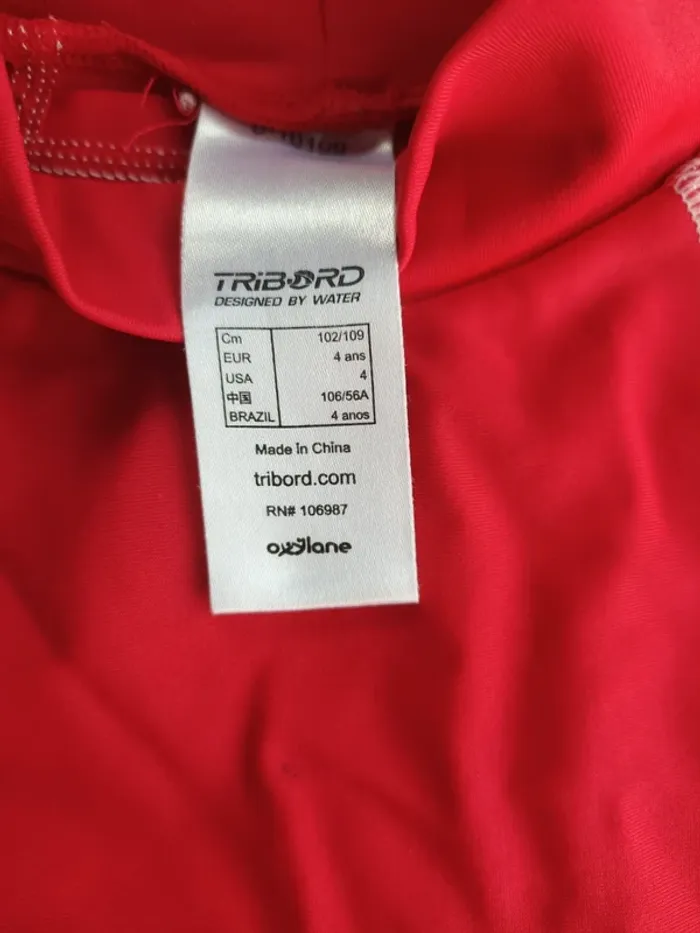 TRIBORD
DESIGNED BY WATER
Cm 102/109
EUR 4 ans
USA 4
中国 106/56A
BRAZIL 4 anos
Made in China
tribord.com
RN# 106987
oxylane